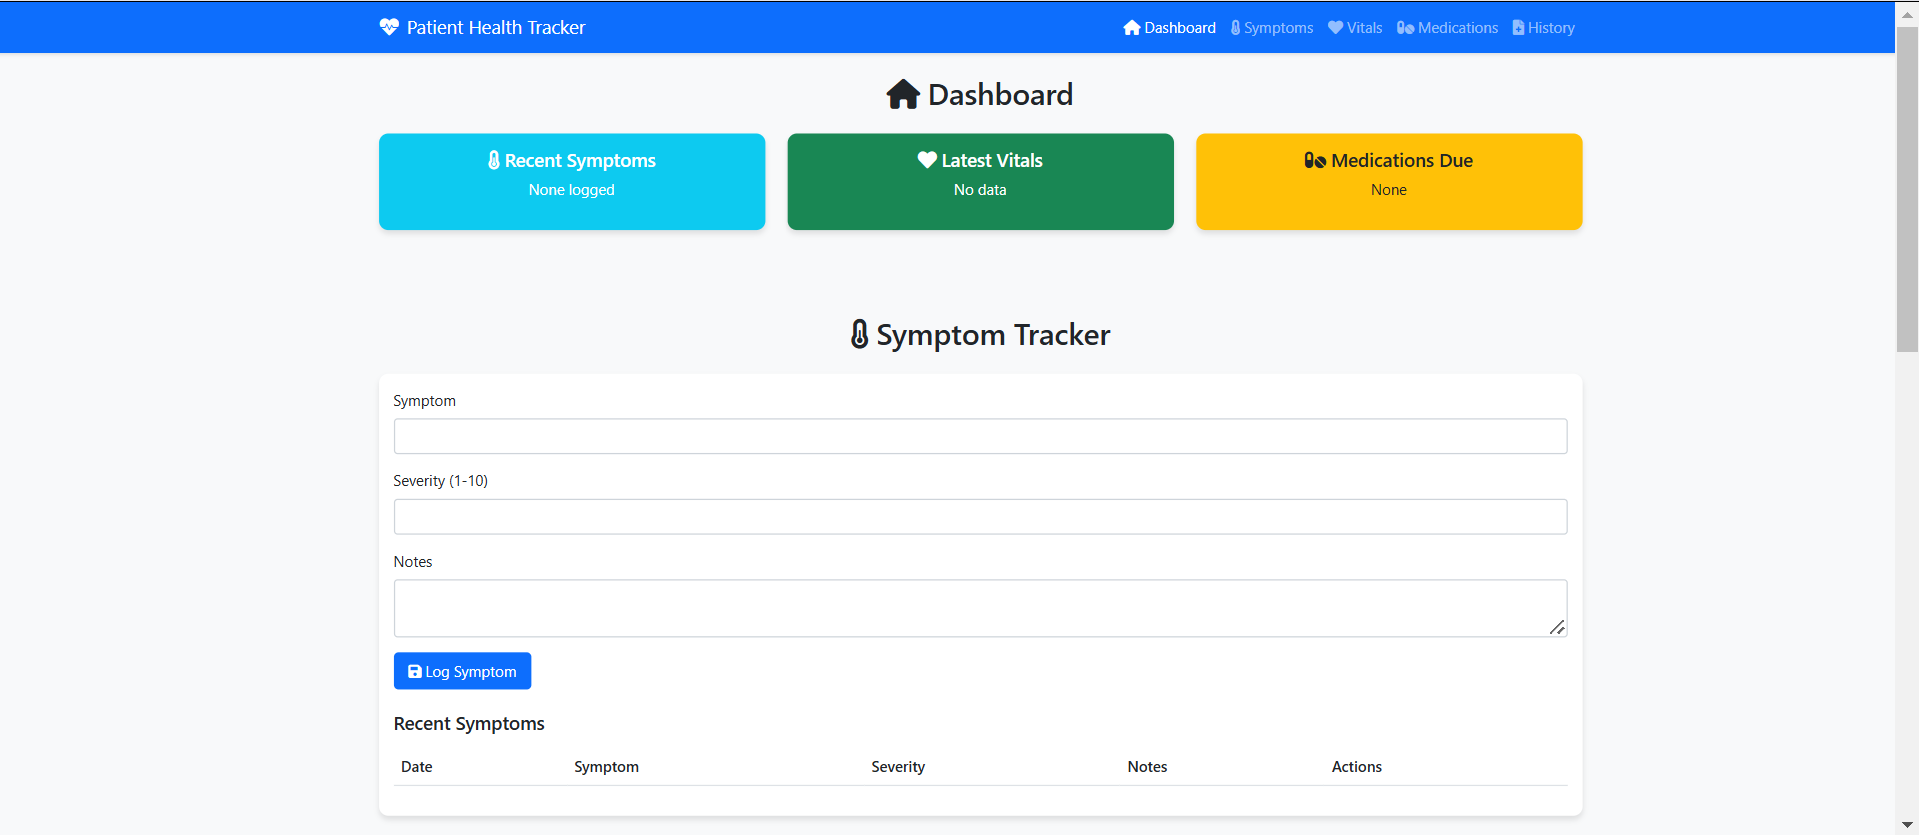 Patient Health Tracker
Dashboard Symptoms Vitals Medications History
Dashboard
Recent Symptoms
None logged
Latest Vitals
No data
Medications Due
None
Symptom Tracker
Symptom
Severity (1-10)
Notes
Log Symptom
Recent Symptoms
Date Symptom Severity Notes Actions